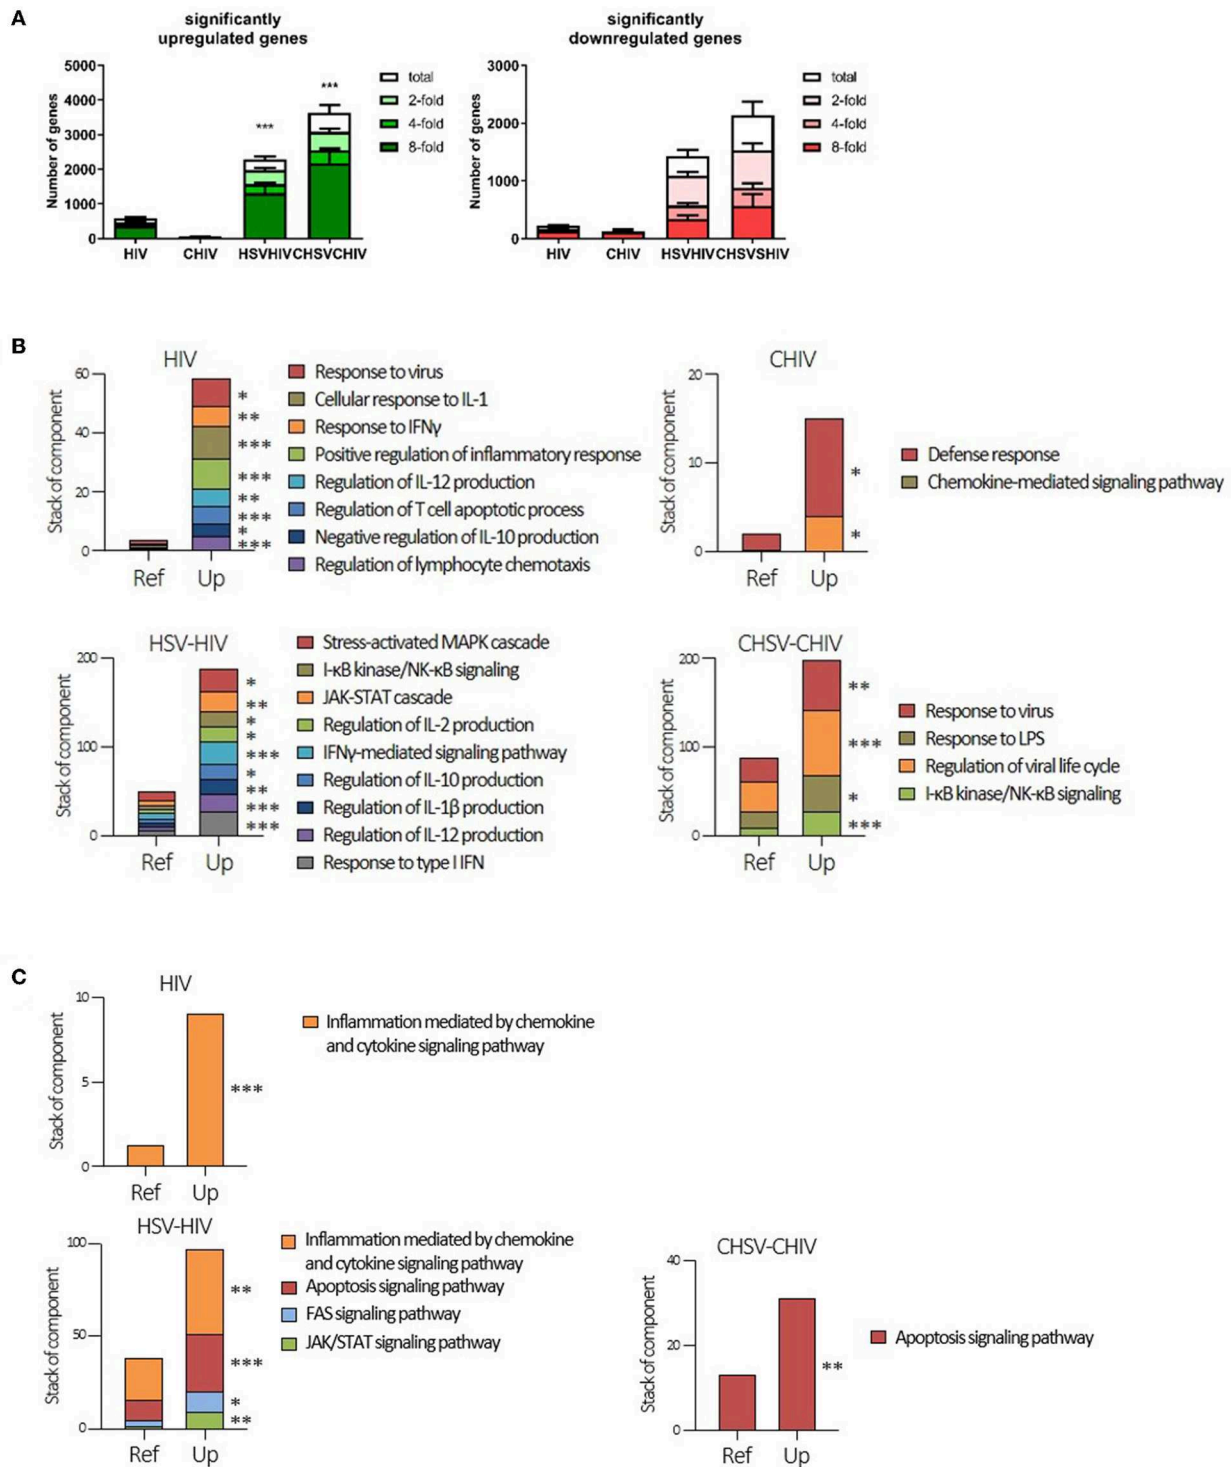 A
significantly
upregulated genes
Number of genes
5000
4000
3000
2000
1000
0
***
***
HIV
CHIV
HSVHIV
CHSVCHIV
total
2-fold
4-fold
8-fold
significantly
downregulated genes
Number of genes
3000
2000
1000
0
HIV
CHIV
HSVHIV
CHSVSHIV
total
2-fold
4-fold
8-fold
B
HIV
Stack of component
60
40
20
0
Ref
Up
*
**
***
***
**
***
*
***
Response to virus
Cellular response to IL-1
Response to IFNγ
Positive regulation of inflammatory response
Regulation of IL-12 production
Regulation of T cell apoptotic process
Negative regulation of IL-10 production
Regulation of lymphocyte chemotaxis
CHIV
Stack of component
20
10
0
Ref
Up
*
*
Defense response
Chemokine-mediated signaling pathway
HSV-HIV
Stack of component
200
100
0
Ref
Up
*
**
*
*
***
*
**
***
***
Stress-activated MAPK cascade
I-κB kinase/NK-κB signaling
JAK-STAT cascade
Regulation of IL-2 production
IFNγ-mediated signaling pathway
Regulation of IL-10 production
Regulation of IL-1β production
Regulation of IL-12 production
Response to type I IFN
CHSV-CHIV
Stack of component
200
100
0
Ref
Up
**
***
*
***
Response to virus
Response to LPS
Regulation of viral life cycle
I-κB kinase/NK-κB signaling
C
HIV
Stack of component
10
5
0
Ref
Up
***
Inflammation mediated by chemokine
and cytokine signaling pathway
HSV-HIV
Stack of component
100
50
0
Ref
Up
**
***
*
**
Inflammation mediated by chemokine
and cytokine signaling pathway
Apoptosis signaling pathway
FAS signaling pathway
JAK/STAT signaling pathway
CHSV-CHIV
Stack of component
40
20
0
Ref
Up
**
Apoptosis signaling pathway